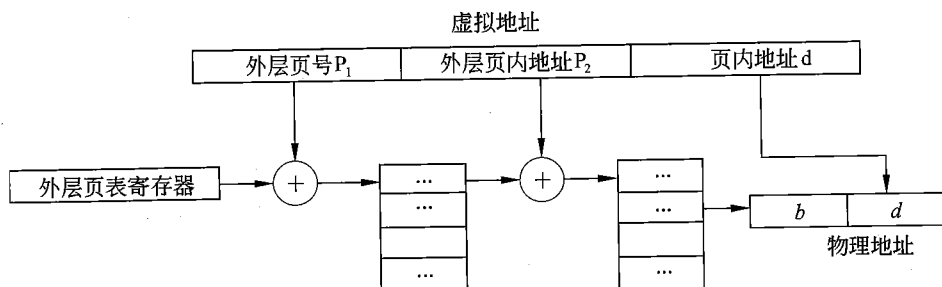 虚拟地址
外层页号P₁ 外层页内地址P₂ 页内地址d
外层页表寄存器 + ... + ...
... ... b d
物理地址
... ...